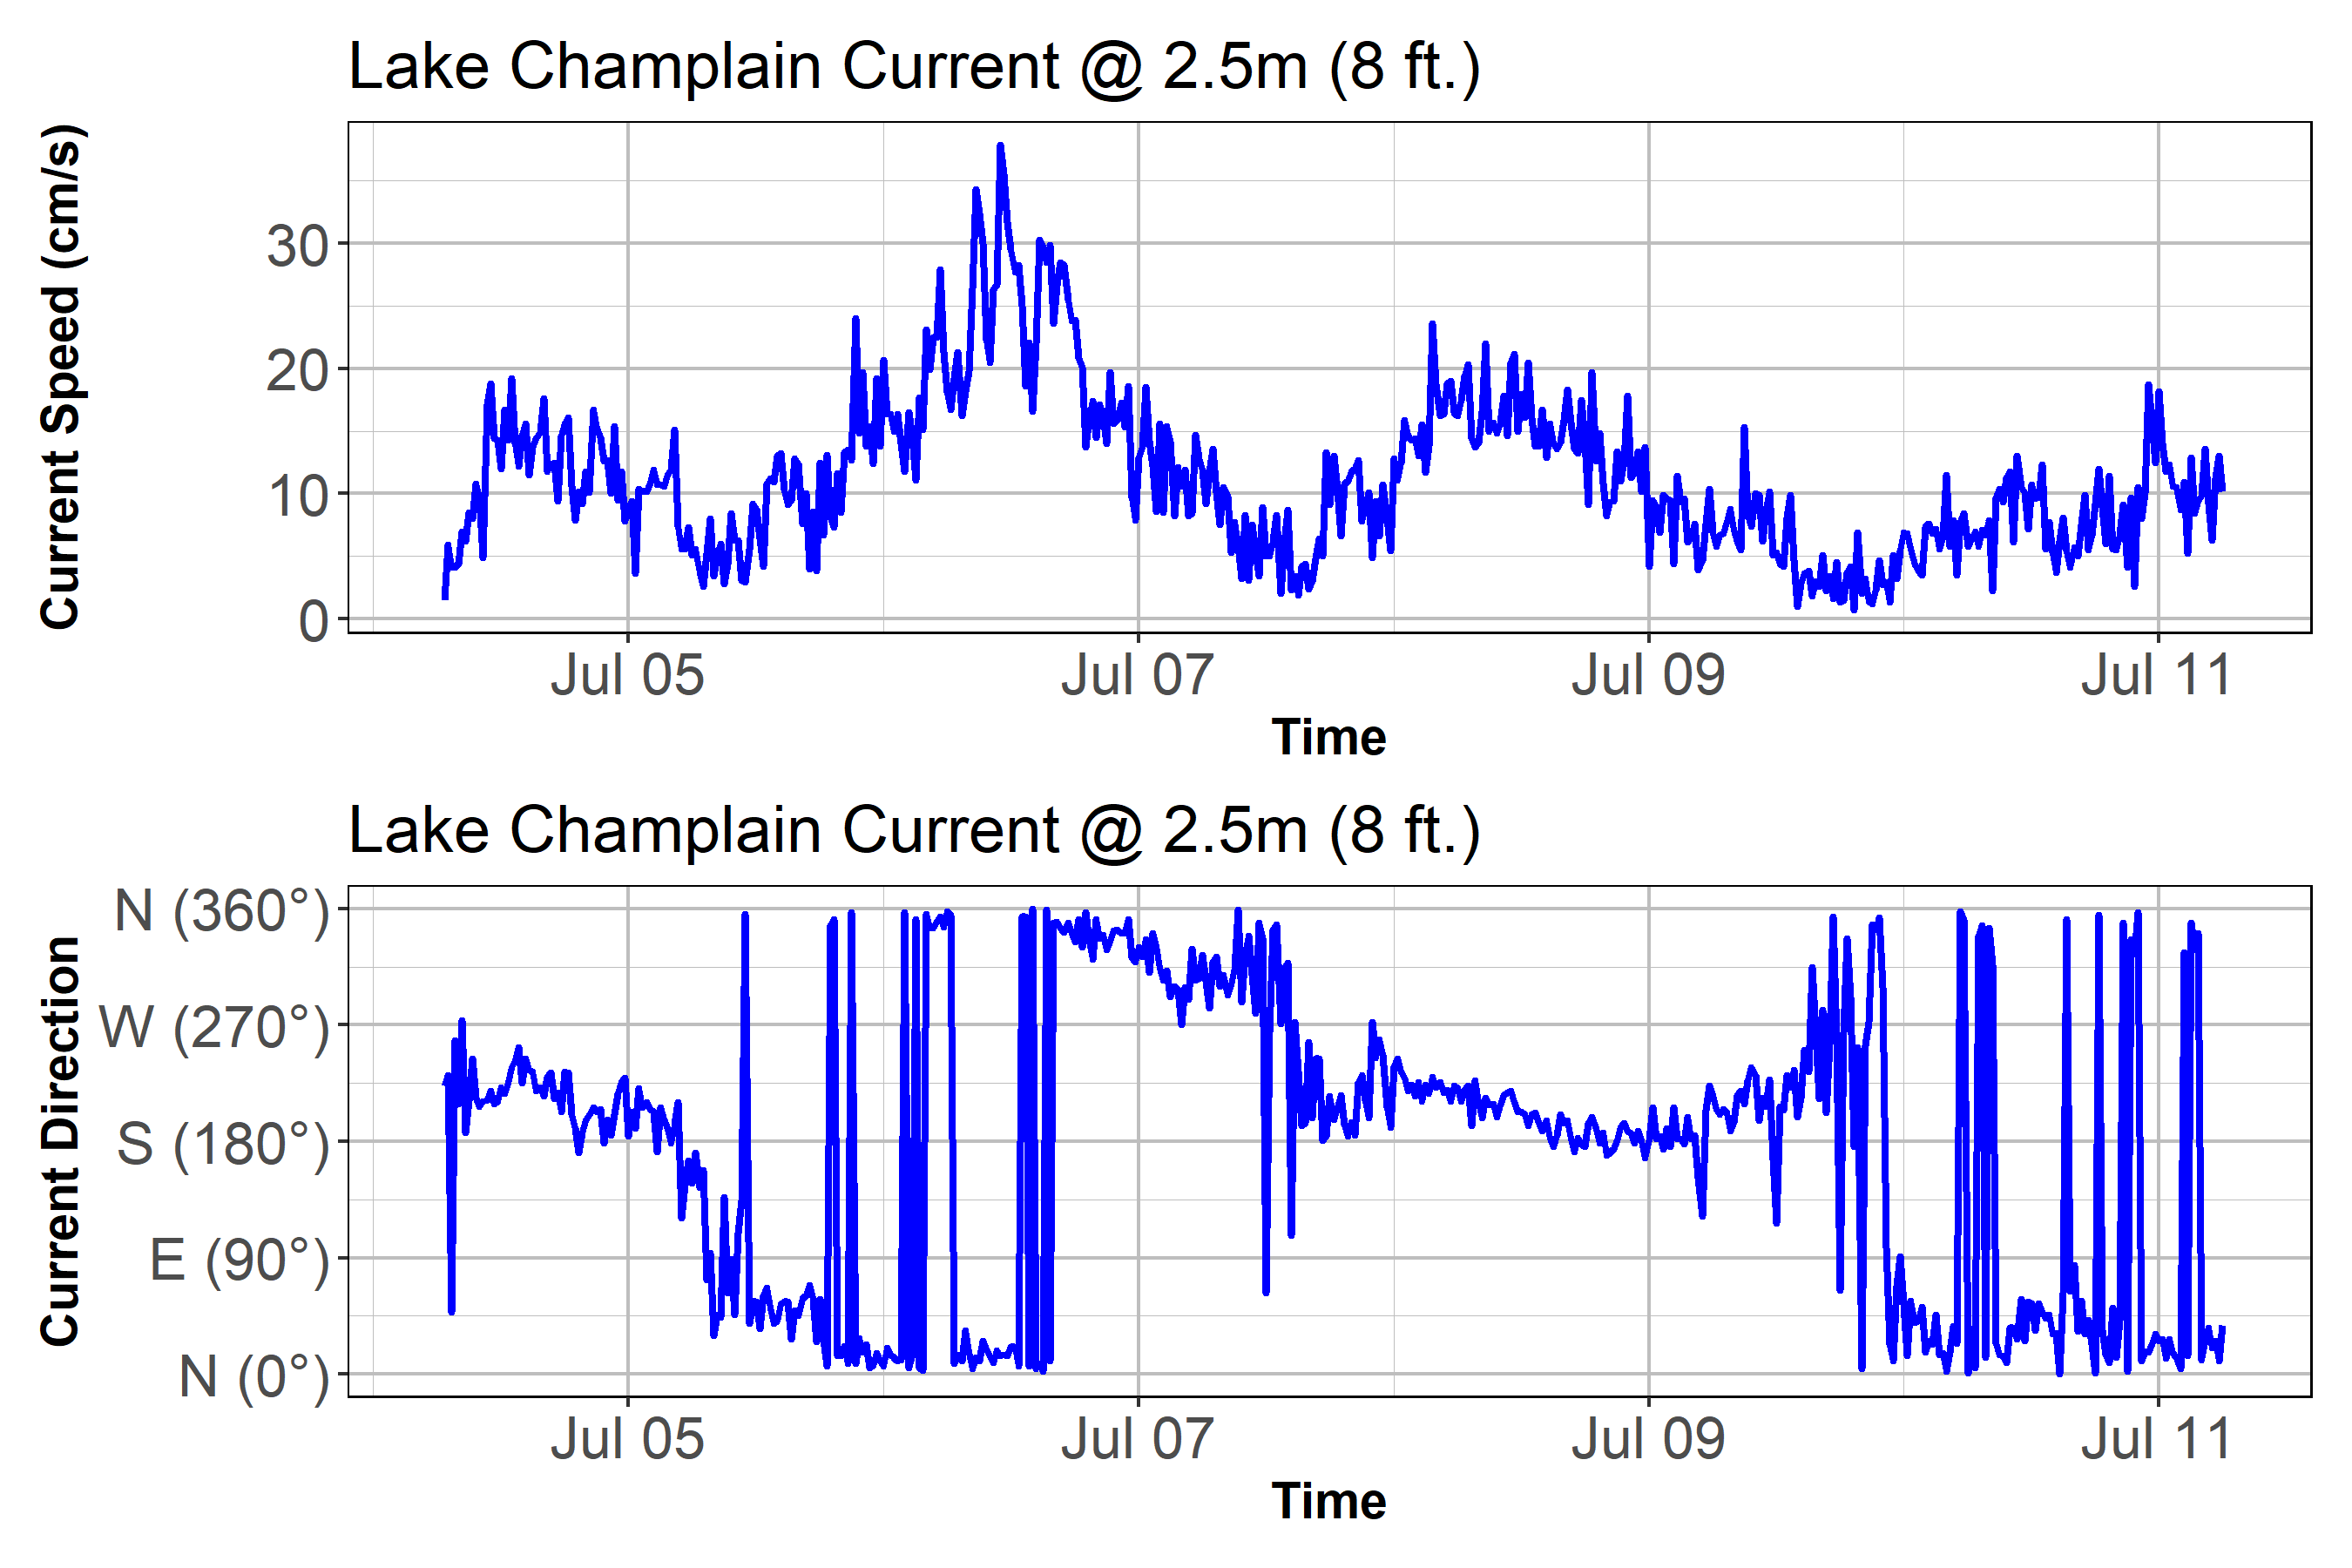 Lake Champlain Current @ 2.5m (8 ft.)
Current Speed (cm/s)
30
20
10
0
Jul 05 Jul 07 Jul 09 Jul 11
Time
Lake Champlain Current @ 2.5m (8 ft.)
Current Direction
N (360°)
W (270°)
S (180°)
E (90°)
N (0°)
Jul 05 Jul 07 Jul 09 Jul 11
Time